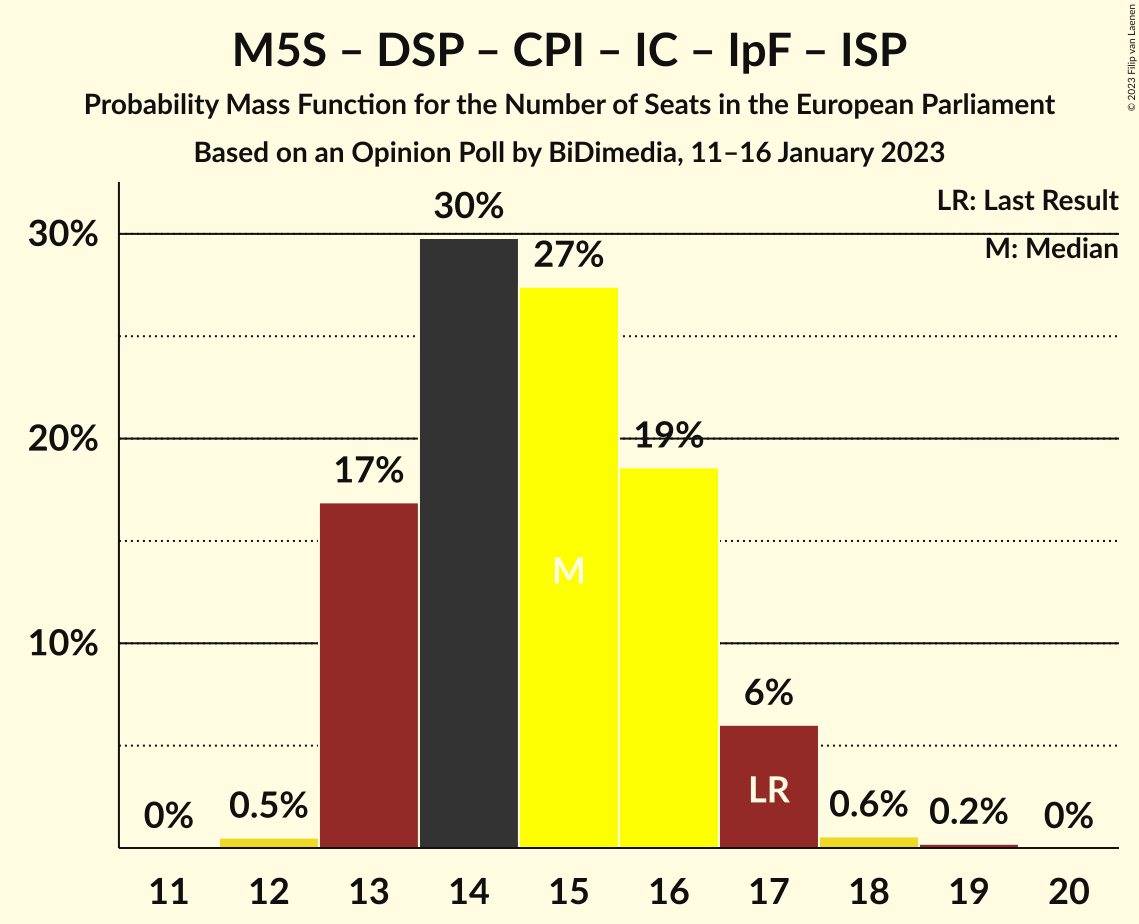 M5S – DSP – CPI – IC – IpF – ISP
Probability Mass Function for the Number of Seats in the European Parliament
Based on an Opinion Poll by BiDimedia, 11–16 January 2023
© 2023 Filip van Laenen
LR: Last Result
M: Median
30%
20%
10%
0%
0.5%
17%
30%
27%
19%
6%
0.6%
0.2%
0%
M
LR
11 12 13 14 15 16 17 18 19 20